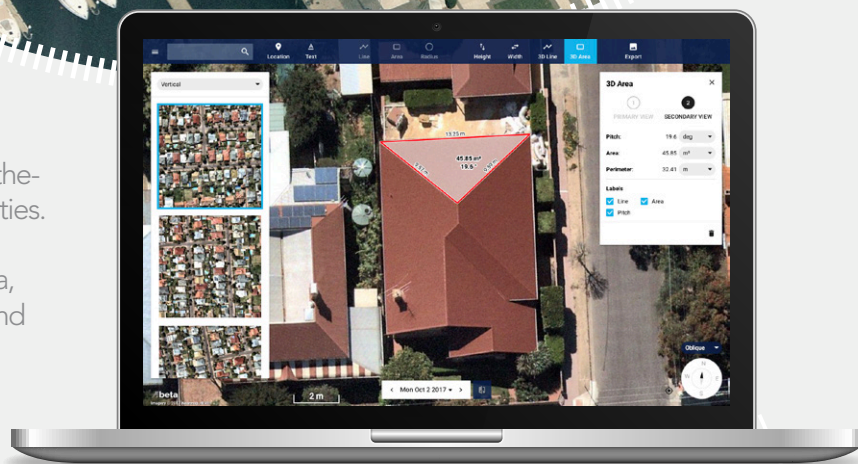 the-
ties.
a,
nd
Location
Text
Line
Area
Radius
Height
Width
3D Line
3D Area
Export
Vertical
13.25 m
45.85 m²
19.6°
3D Area
1
2
PRIMARY VIEW
SECONDARY VIEW
Pitch:
19.6 deg
Area:
45.85 m²
Perimeter:
32.41 m
Labels
Line
Area
Pitch
Oblique
N
W
S
beta
2 m
Mon Oct 2 2017